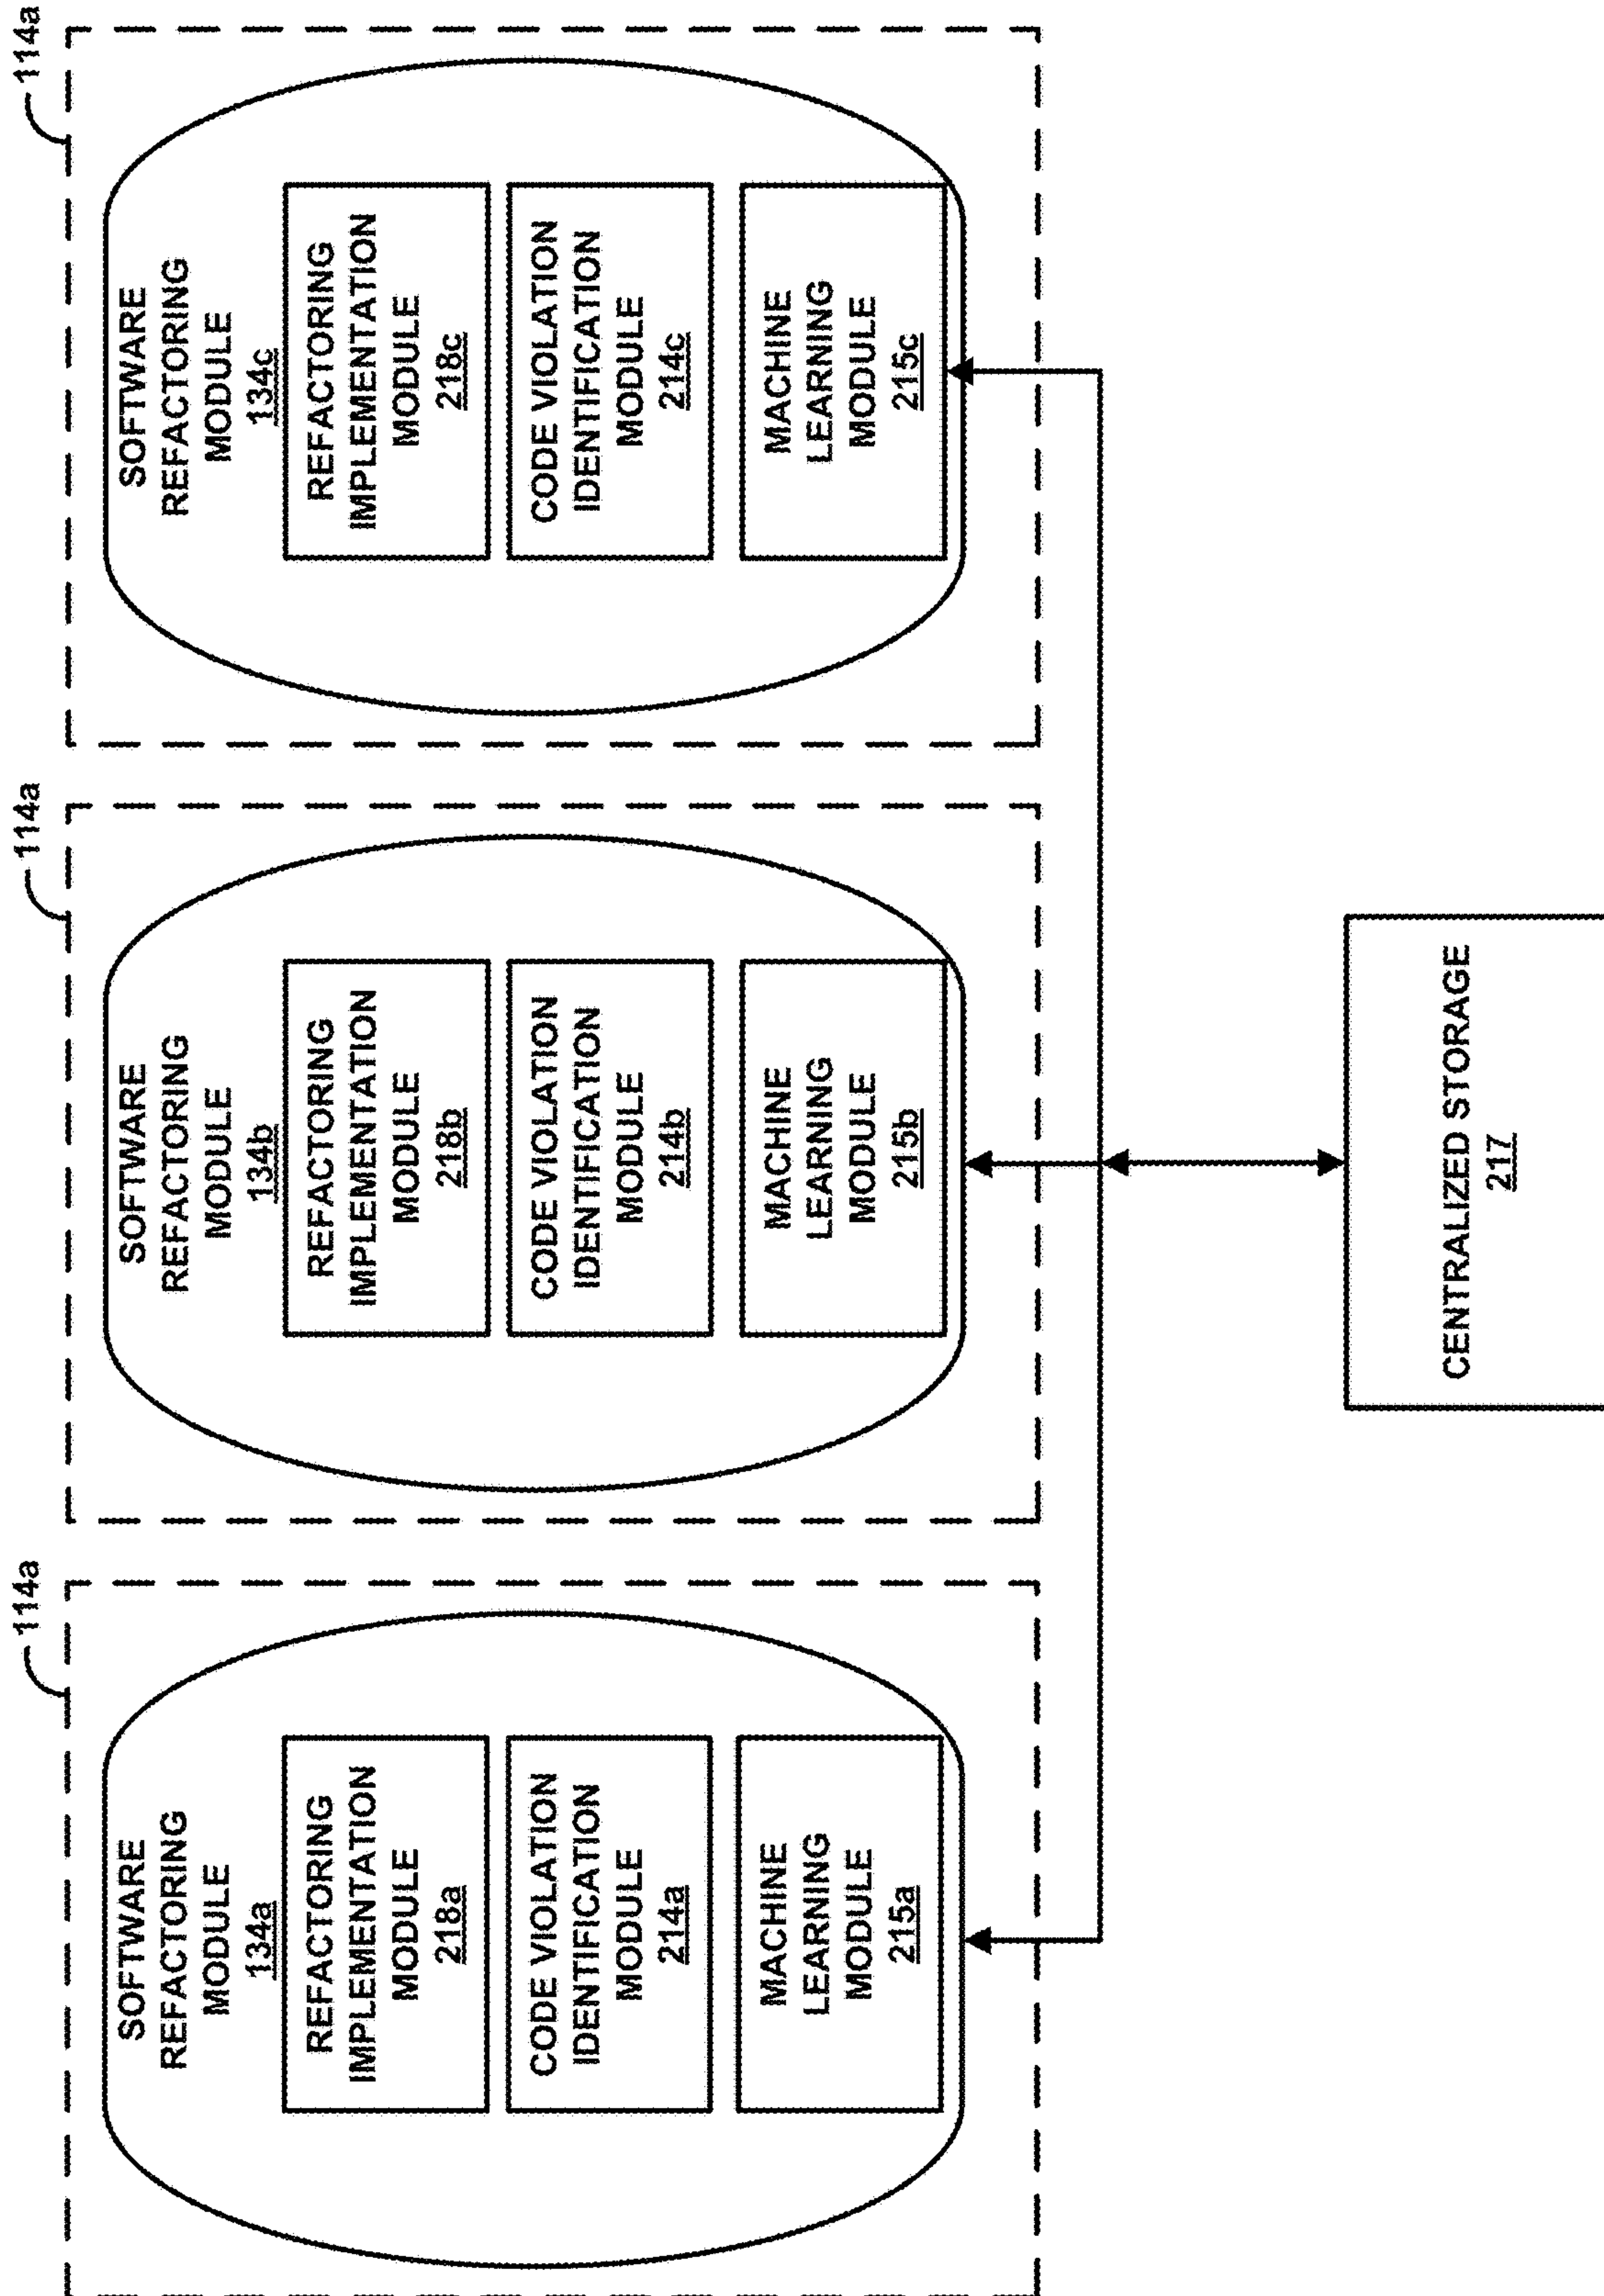 114a
SOFTWARE
REFACTORING
MODULE
134a
REFACTORING
IMPLEMENTATION
MODULE
218a
CODE VIOLATION
IDENTIFICATION
MODULE
214a
MACHINE
LEARNING
MODULE
215a
114a
SOFTWARE
REFACTORING
MODULE
134b
REFACTORING
IMPLEMENTATION
MODULE
218b
CODE VIOLATION
IDENTIFICATION
MODULE
214b
MACHINE
LEARNING
MODULE
215b
114a
SOFTWARE
REFACTORING
MODULE
134c
REFACTORING
IMPLEMENTATION
MODULE
218c
CODE VIOLATION
IDENTIFICATION
MODULE
214c
MACHINE
LEARNING
MODULE
215c
CENTRALIZED STORAGE
217